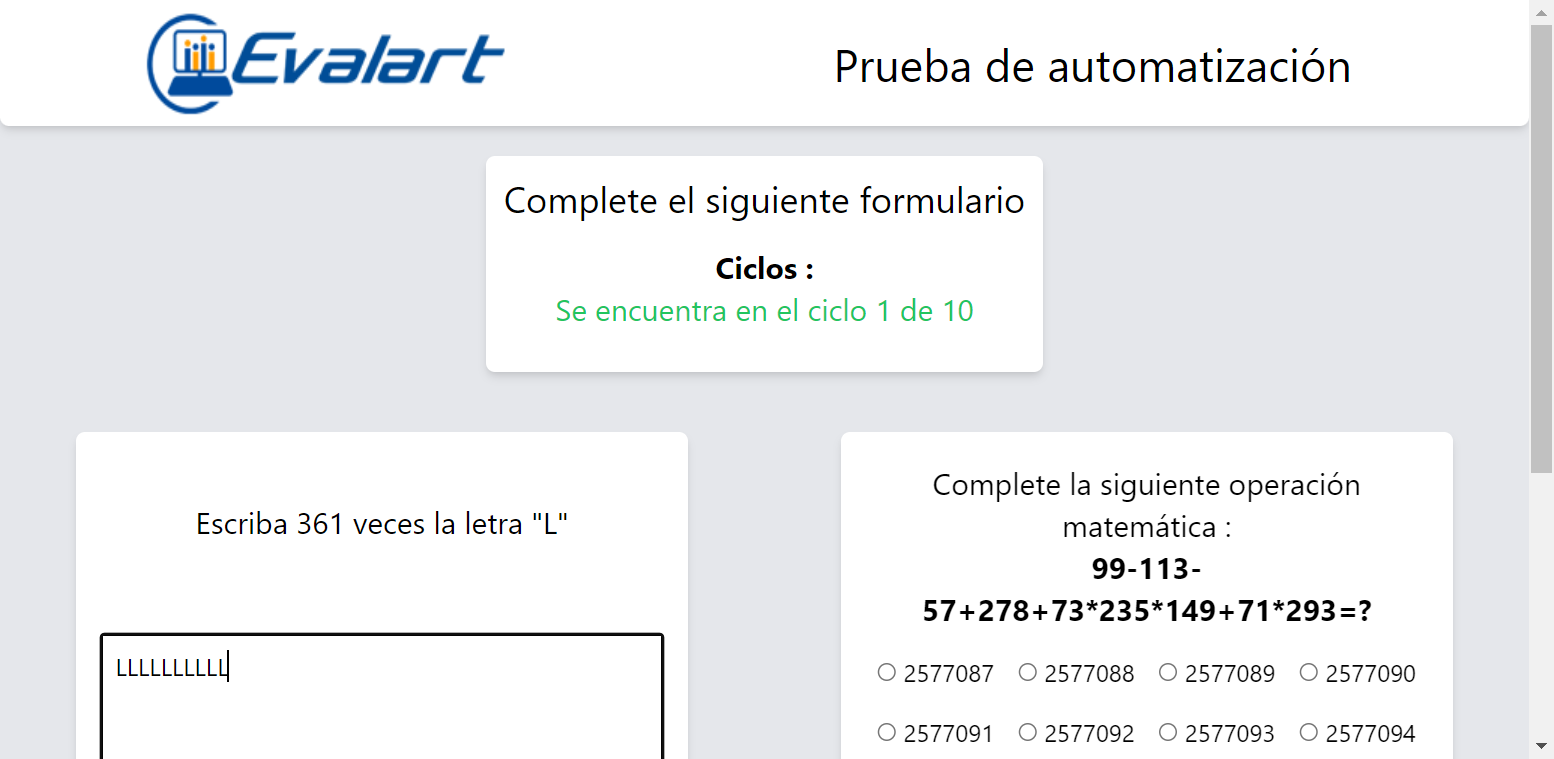 Evalart
Prueba de automatización
Complete el siguiente formulario
Ciclos :
Se encuentra en el ciclo 1 de 10
Escriba 361 veces la letra "L"
LLLLLLLLLL
Complete la siguiente operación
matemática :
99-113-
57+278+73*235*149+71*293=?
2577087 2577088 2577089 2577090
2577091 2577092 2577093 2577094